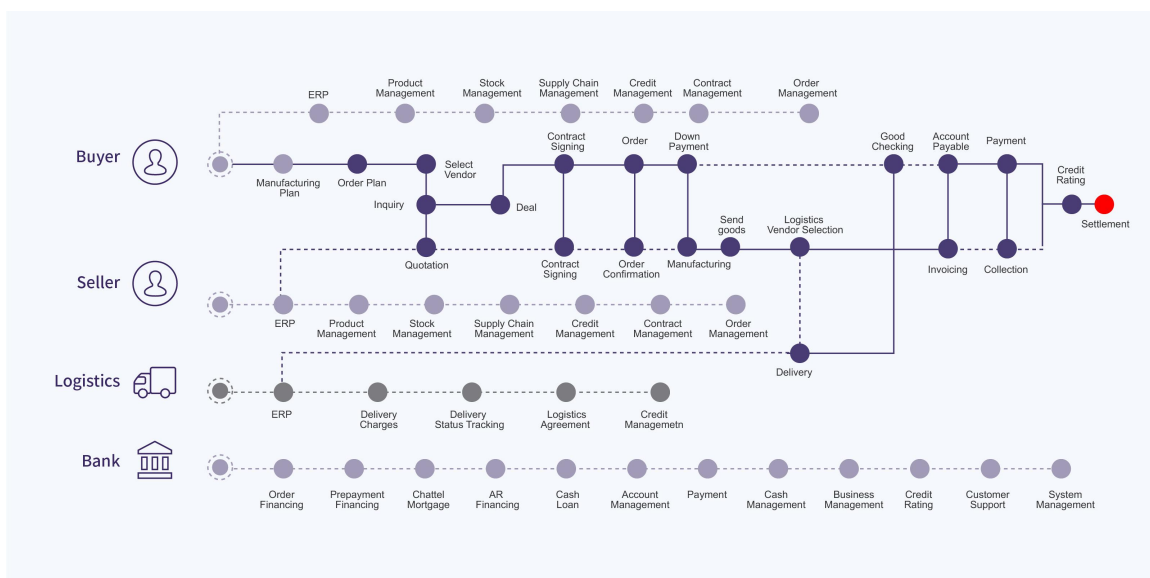 ERP
Product
Management
Stock
Management
Supply Chain
Management
Credit
Management
Contract
Management
Order
Management
Buyer
Manufacturing
Plan
Order Plan
Select
Vendor
Inquiry
Deal
Contract
Signing
Order
Down
Payment
Good
Checking
Account
Payable
Payment
Credit
Rating
Settlement
Quotation
Contract
Signing
Order
Confirmation
Manufacturing
Send
goods
Logistics
Vendor Selection
Invoicing
Collection
Seller
ERP
Product
Management
Stock
Management
Supply Chain
Management
Credit
Management
Contract
Management
Order
Management
Delivery
Logistics
ERP
Delivery
Charges
Delivery
Status Tracking
Logistics
Agreement
Credit
Managemetn
Bank
Order
Financing
Prepayment
Financing
Chattel
Mortgage
AR
Financing
Cash
Loan
Account
Management
Payment
Cash
Management
Business
Management
Credit
Rating
Customer
Support
System
Management